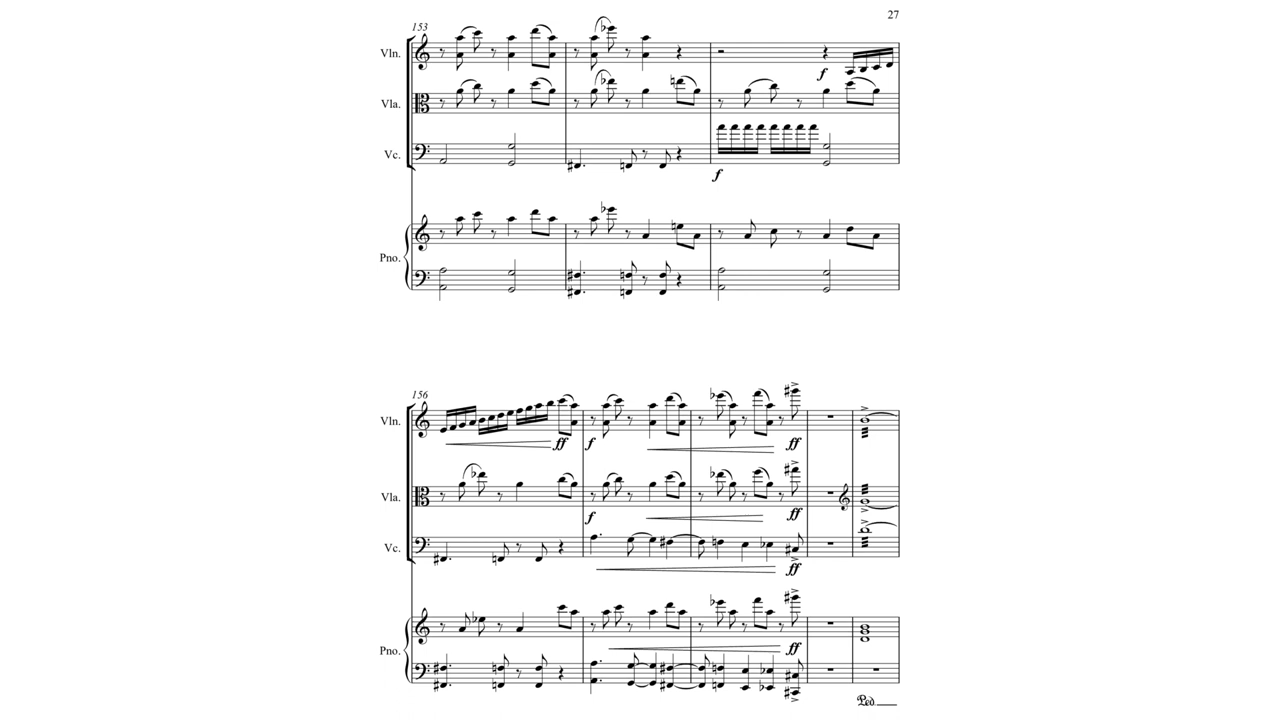 27
153
Vln.
f
Vla.
Vc.
f
Pno.
156
Vln.
ff
f
ff
Vla.
f
ff
Vc.
ff
Pno.
ff
Ped.